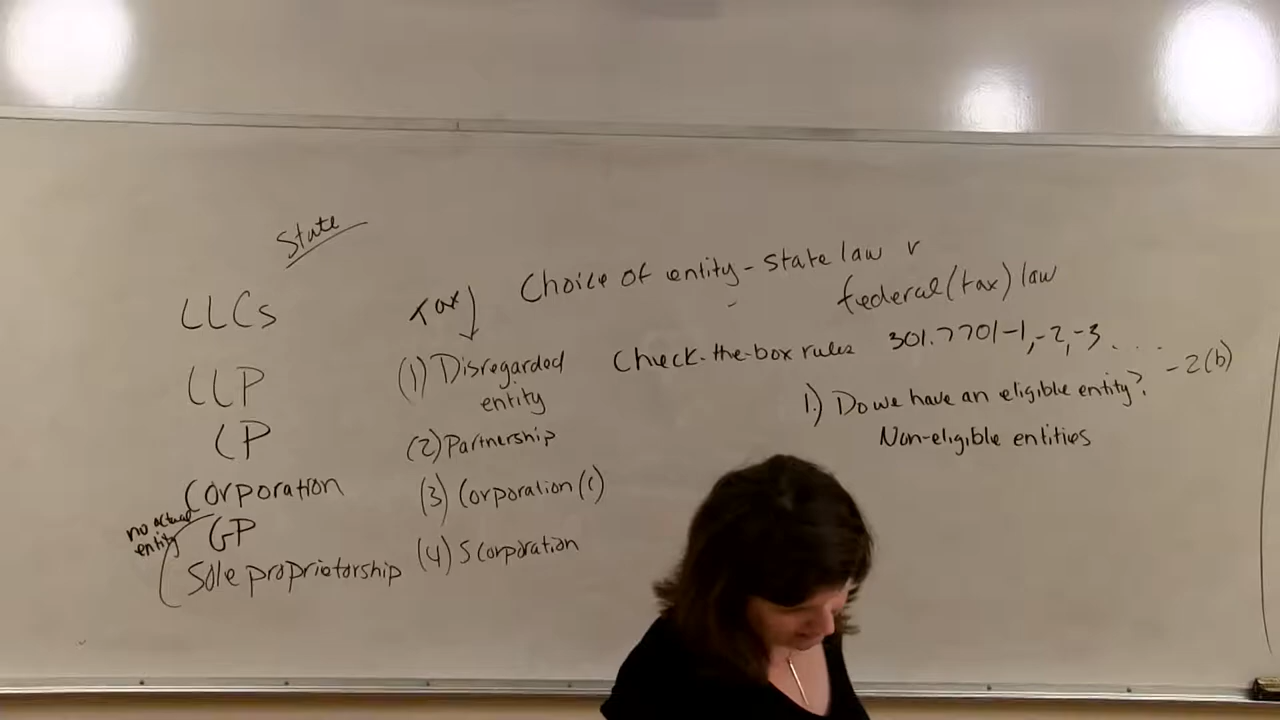 State
LLCs
LLP
LP
Corporation
no actual
entity
GP
Sole proprietorship
Tax
(1) Disregarded
entity
(2) Partnership
(3) Corporation (C)
(4) S Corporation
Choice of entity - state law v
federal (tax) law
Check-the-box rules 301.7701-1, -2, -3 ....
1.) Do we have an eligible entity? -2(b)
Non-eligible entities